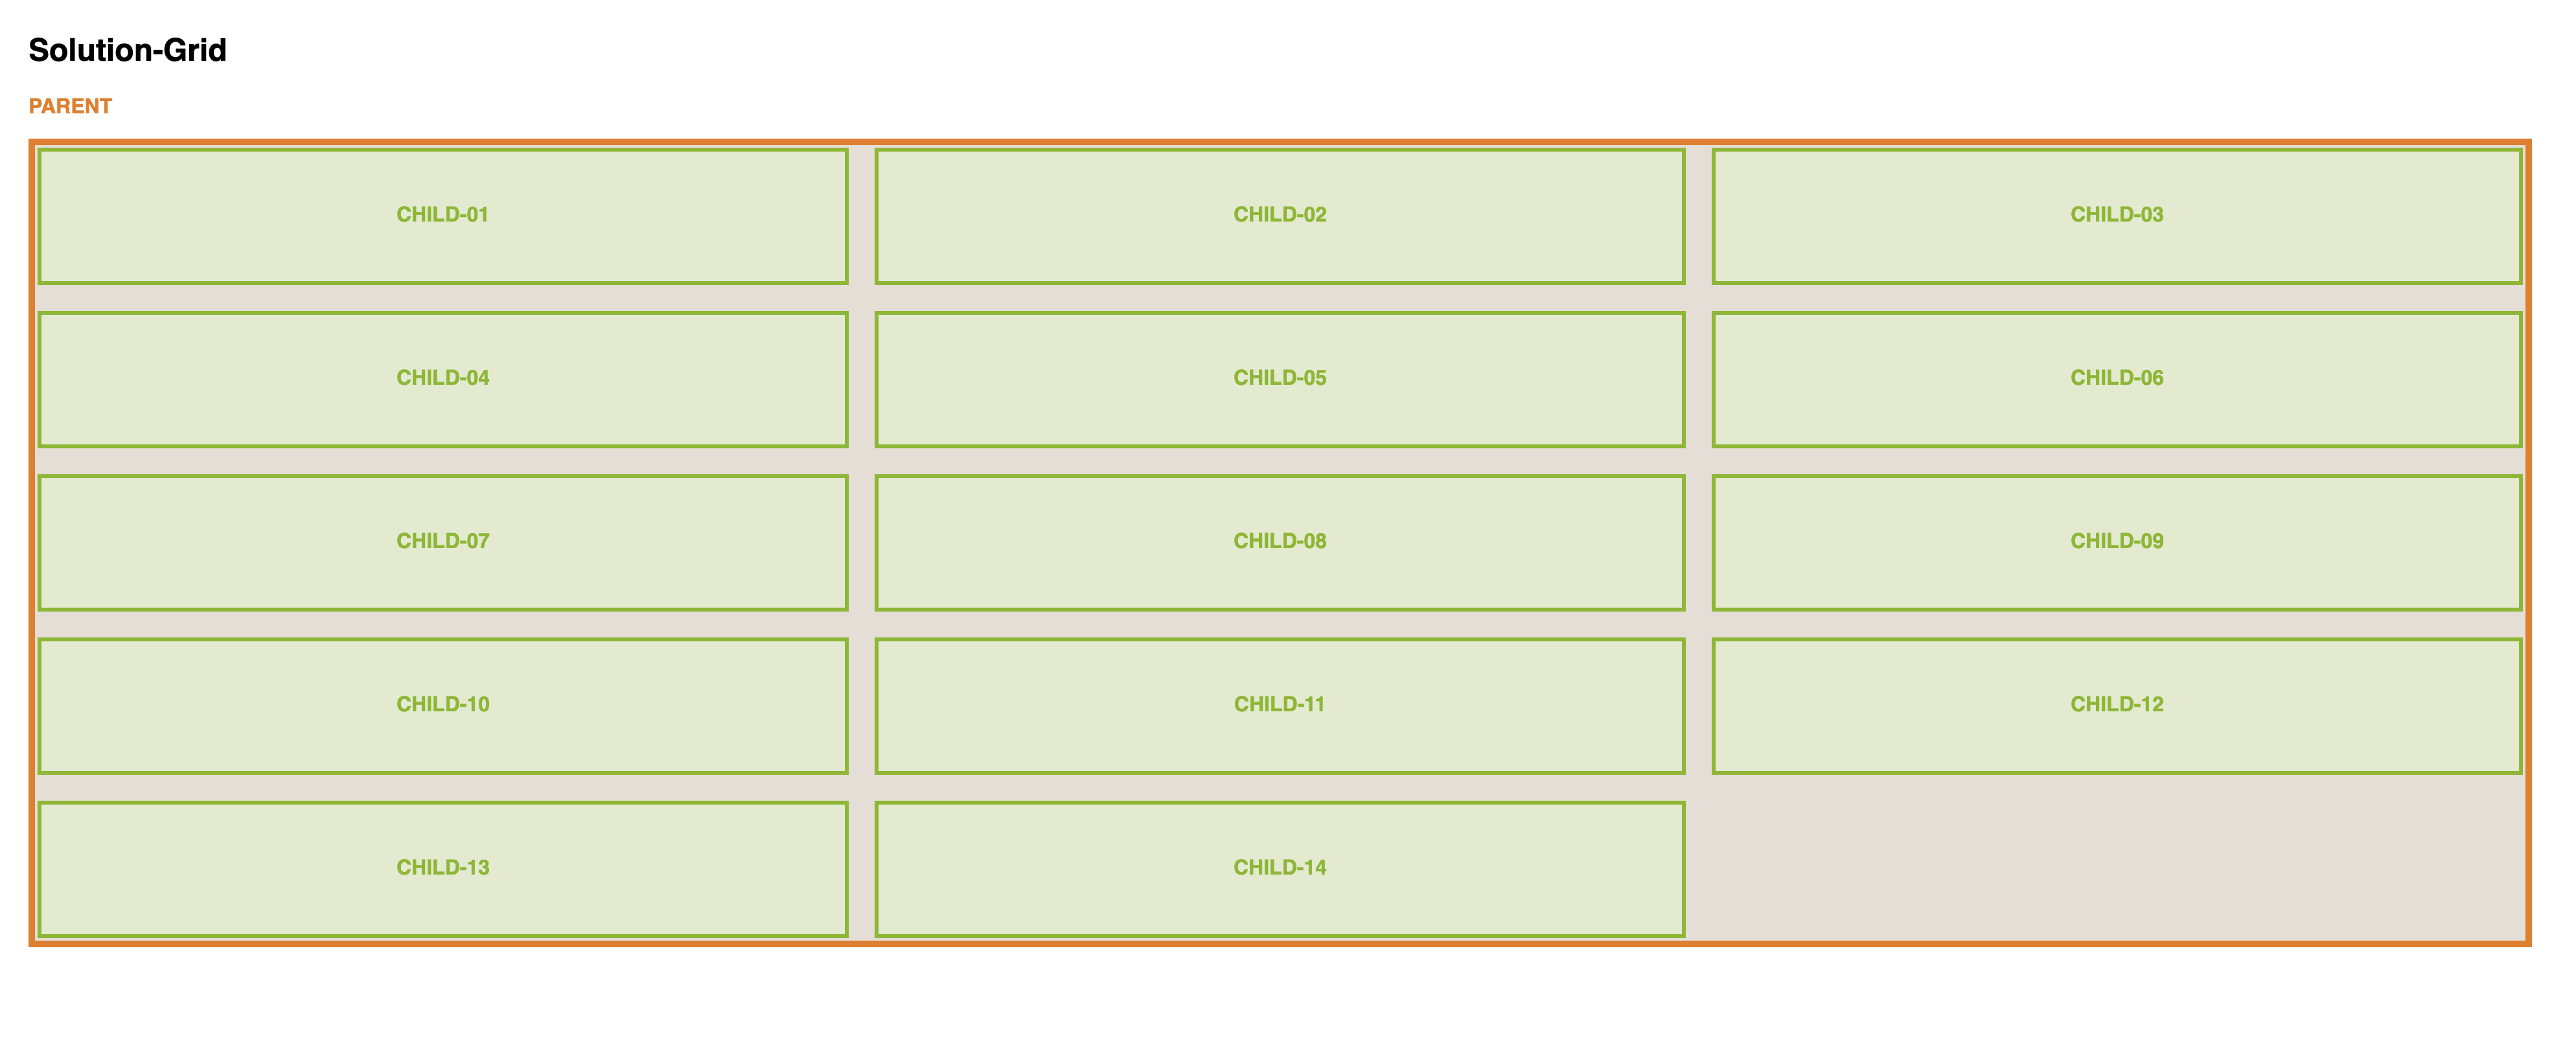 Solution-Grid
PARENT
CHILD-01 CHILD-02 CHILD-03
CHILD-04 CHILD-05 CHILD-06
CHILD-07 CHILD-08 CHILD-09
CHILD-10 CHILD-11 CHILD-12
CHILD-13 CHILD-14